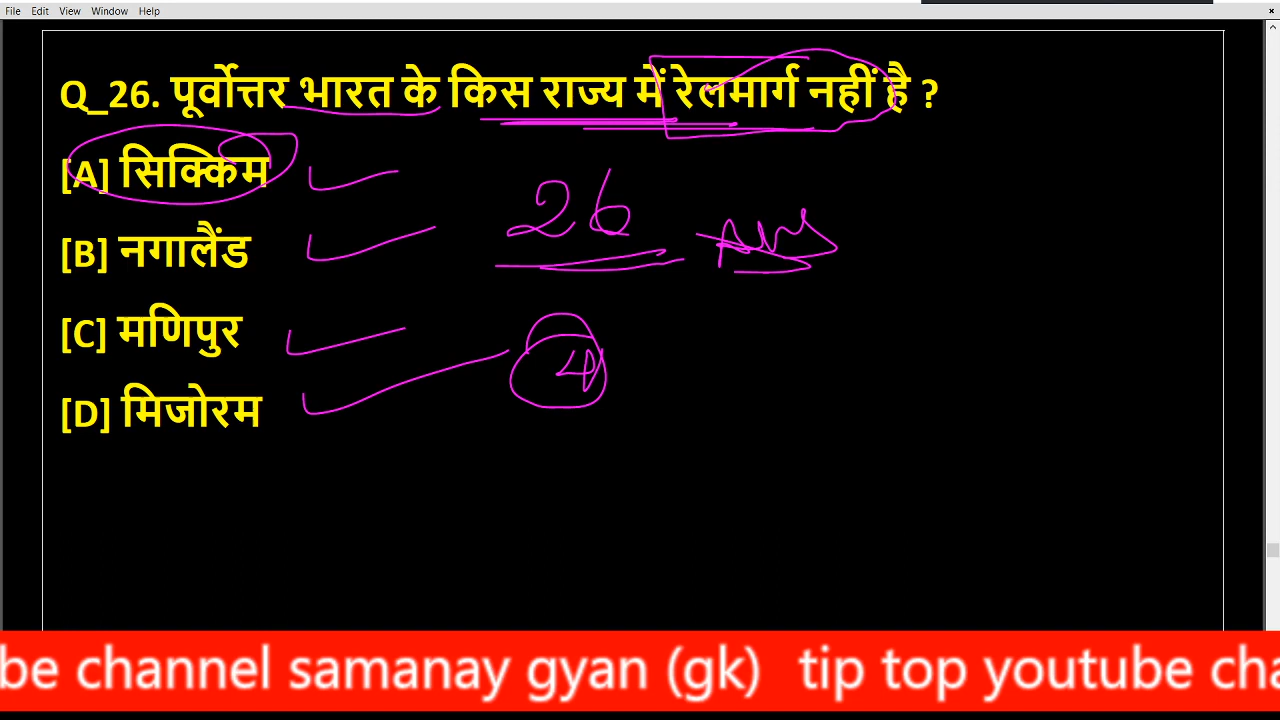 File Edit View Window Help
Q_26. पूर्वोत्तर भारत के किस राज्य में रेलमार्ग नहीं है ?
[A] सिक्किम
26
Ans
[B] नगालैंड
[C] मणिपुर
4
[D] मिजोरम
be channel samanay gyan (gk) tip top youtube cha